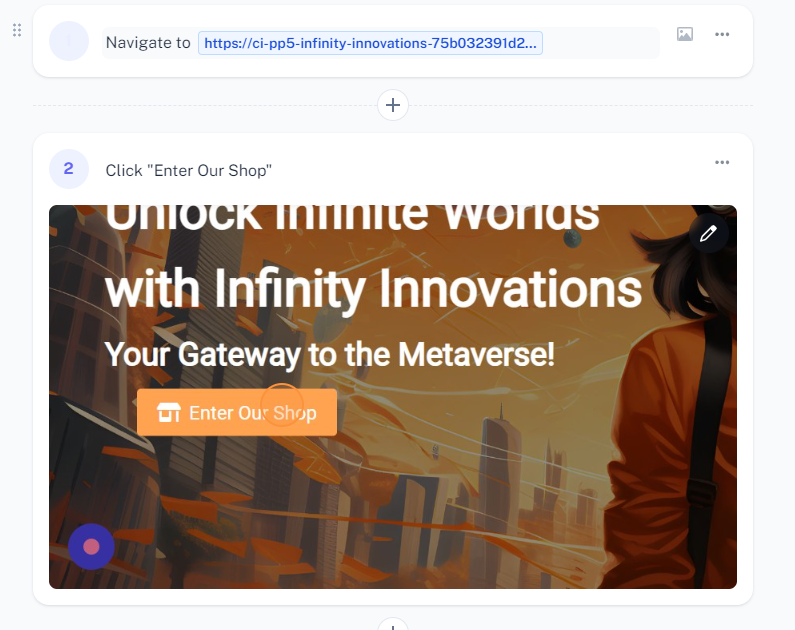 Navigate to https://ci-pp5-infinity-innovations-75b032391d2...
2 Click "Enter Our Shop"
Unlock Infinite Worlds
with Infinity Innovations
Your Gateway to the Metaverse!
Enter Our Shop